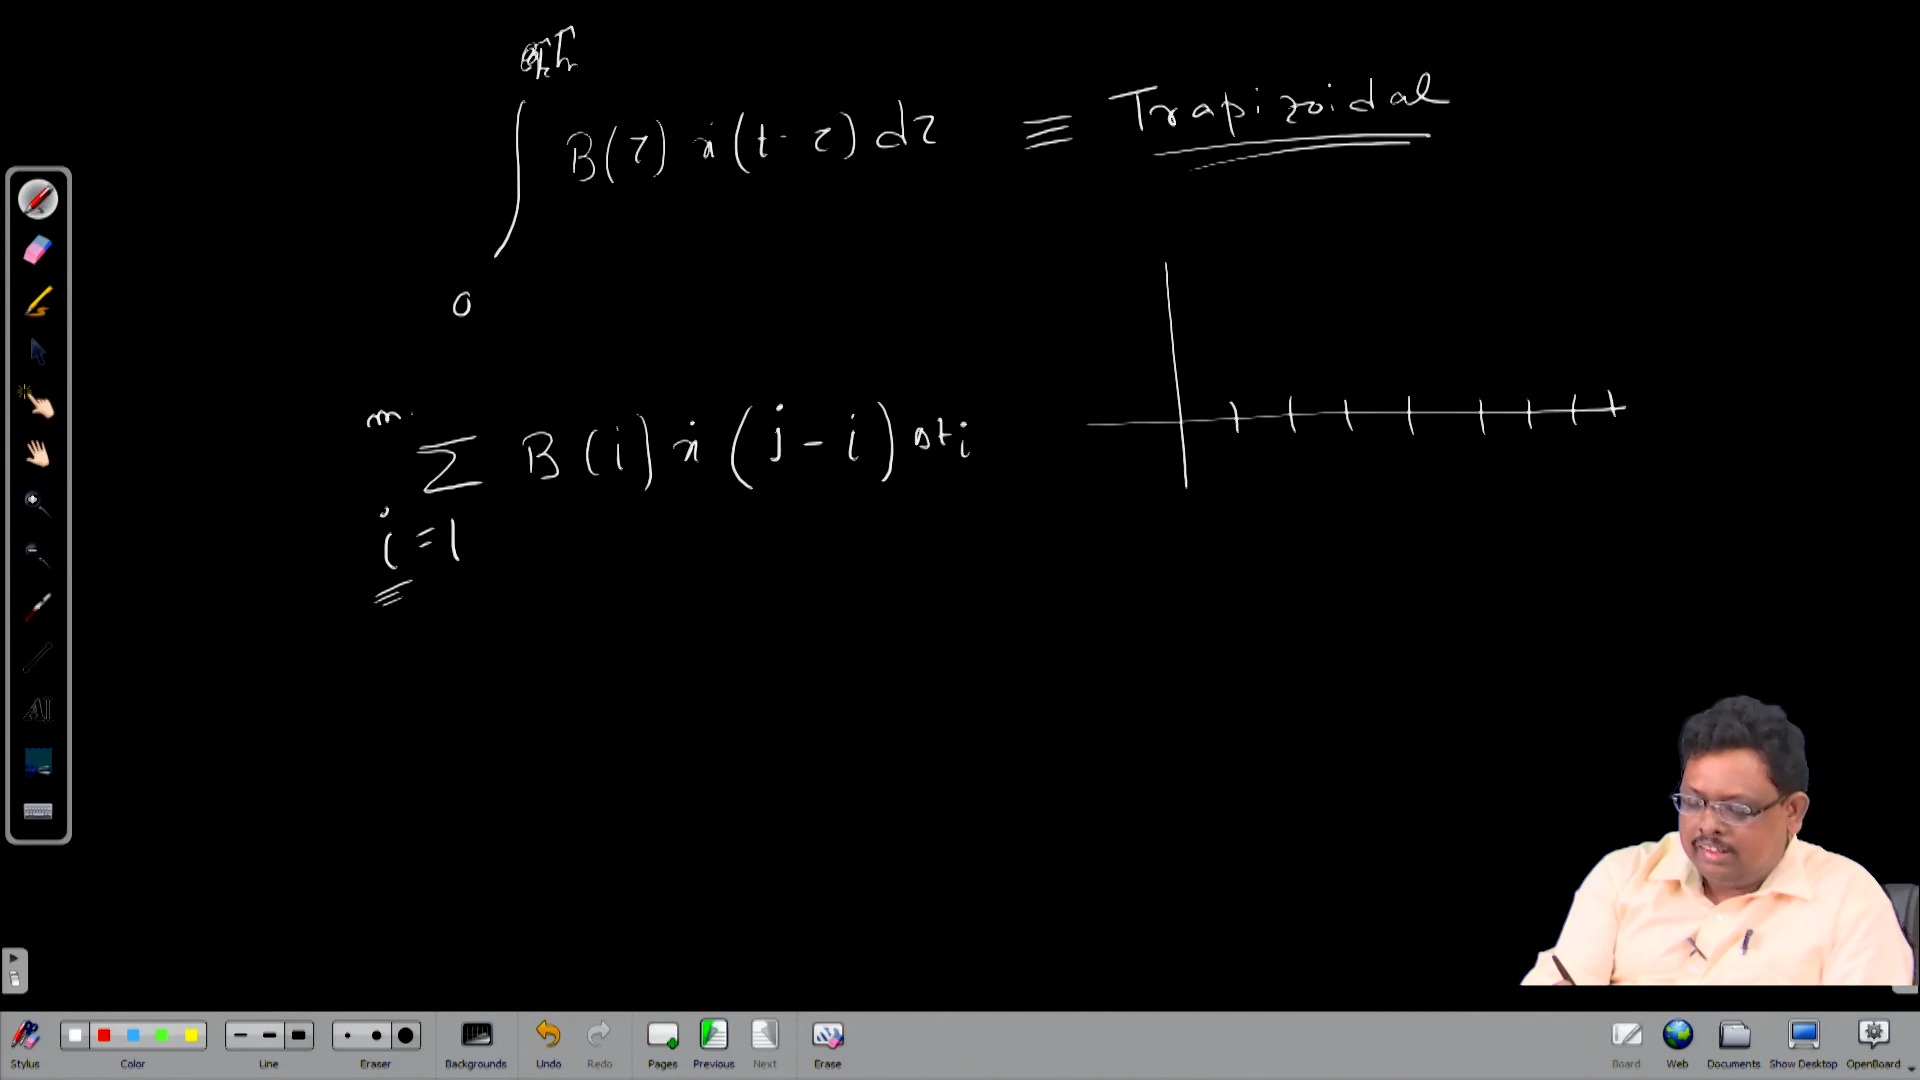 ∫ B(τ) ẋ(t - τ) dτ ≡ Trapizoidal
0
m
∑ B(i) ẋ(j - i) Δti
i=1
AI
Stylus Color Line Eraser Backgrounds Undo Redo Pages Previous Next Erase Board Web Documents Show Desktop OpenBoard